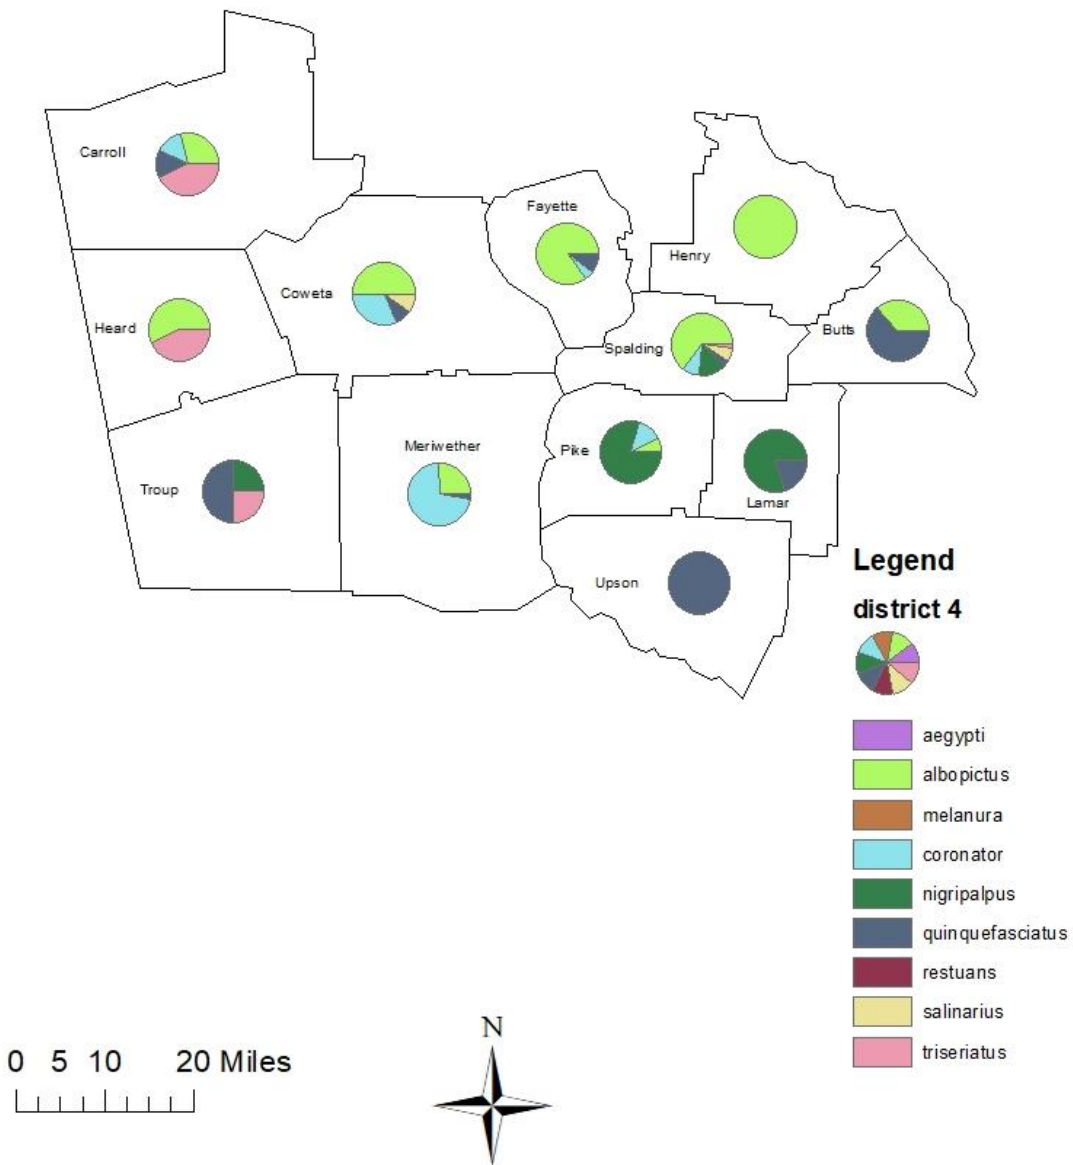 Carroll
Fayette
Henry
Coweta
Heard
Spalding
Butts
Meriwether
Pike
Troup
Lamar
Upson
Legend
district 4
aegypti
albopictus
melanura
coronator
nigripalpus
quinquefasciatus
restuans
salinarius
triseriatus
N
0 5 10 20 Miles